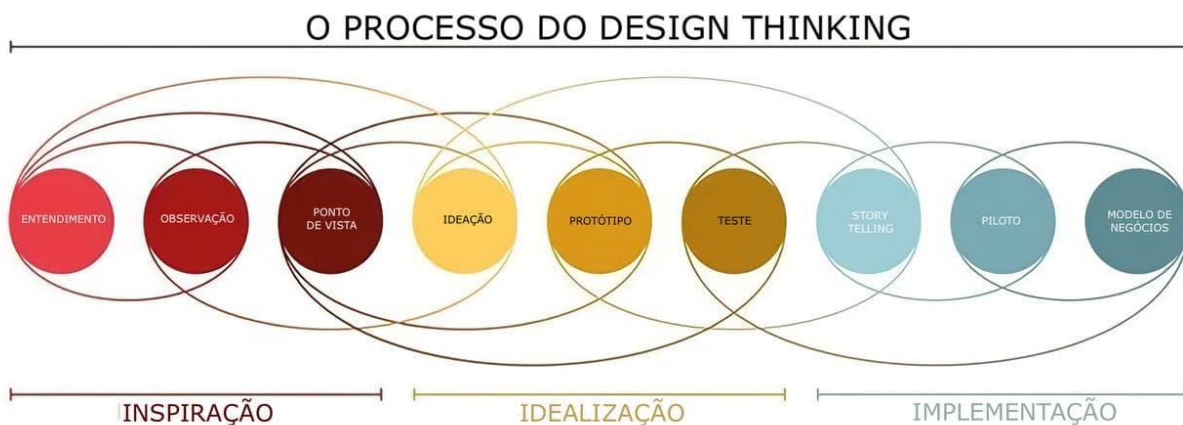 O PROCESSO DO DESIGN THINKING
ENTENDIMENTO
OBSERVAÇÃO
PONTO
DE VISTA
IDEAÇÃO
PROTÓTIPO
TESTE
STORY
TELLING
PILOTO
MODELO DE
NEGÓCIOS
INSPIRAÇÃO
IDEALIZAÇÃO
IMPLEMENTAÇÃO